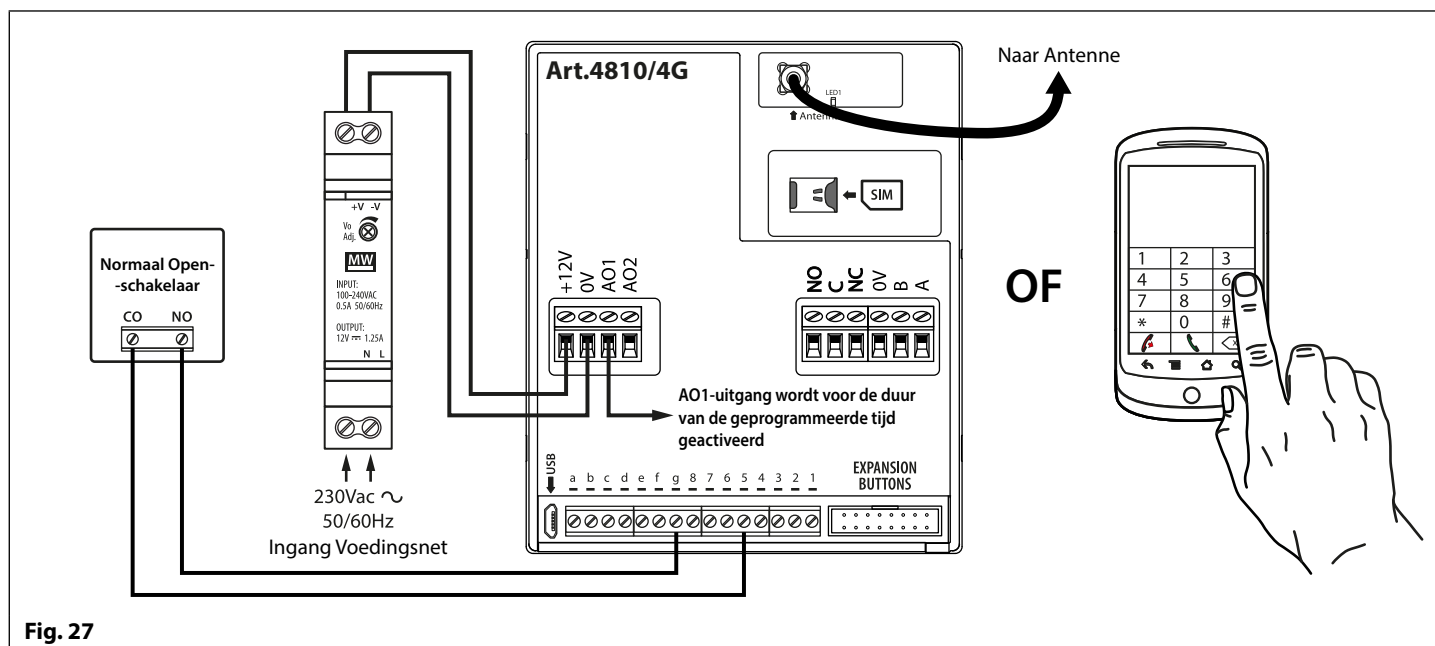 Art.4810/4G
LED1
Antenn
Naar Antenne
SIM
+V -V
Vo
Adj.
MW
INPUT:
100-240VAC
0.5A 50/60Hz
OUTPUT:
12V 1.25A
N L
Normaal Open-
-schakelaar
CO NO
+12V
0V
AO1
AO2
NO
C
NC
0V
B
A
OF
1 2 3
4 5 6
7 8 9
* 0 #
AO1-uitgang wordt voor de duur
van de geprogrammeerde tijd
geactiveerd
USB
a b c d e f g 8 7 6 5 4 3 2 1
EXPANSION
BUTTONS
230Vac
50/60Hz
Ingang Voedingsnet
Fig. 27